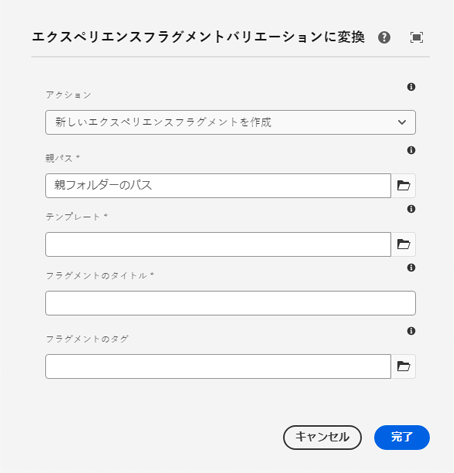 エクスペリエンスフラグメントバリエーションに変換
アクション
新しいエクスペリエンスフラグメントを作成
親パス *
親フォルダーのパス
テンプレート *
フラグメントのタイトル *
フラグメントのタグ
キャンセル 完了